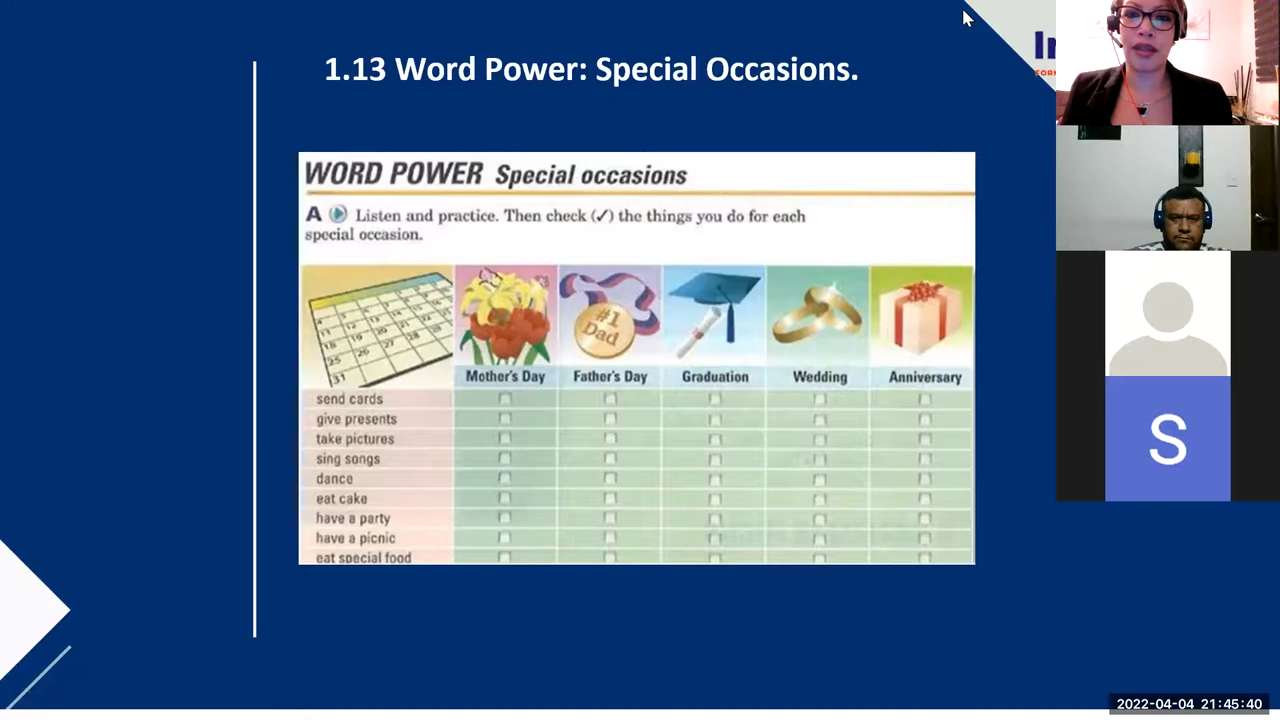 1.13 Word Power: Special Occasions.
WORD POWER Special occasions
A Listen and practice. Then check (✓) the things you do for each
special occasion.
#1
Dad
Mother's Day Father's Day Graduation Wedding Anniversary
send cards
give presents
take pictures
sing songs
dance
eat cake
have a party
have a picnic
eat special food
S
2022-04-04 21:45:40